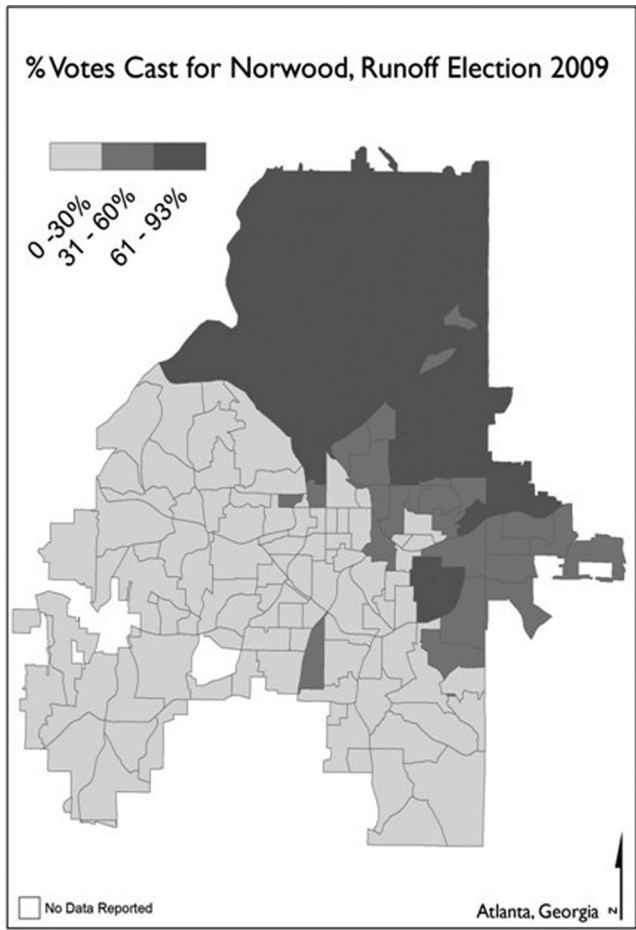 % Votes Cast for Norwood, Runoff Election 2009
0 -30%
31 - 60%
61 - 93%
No Data Reported
Atlanta, Georgia
N